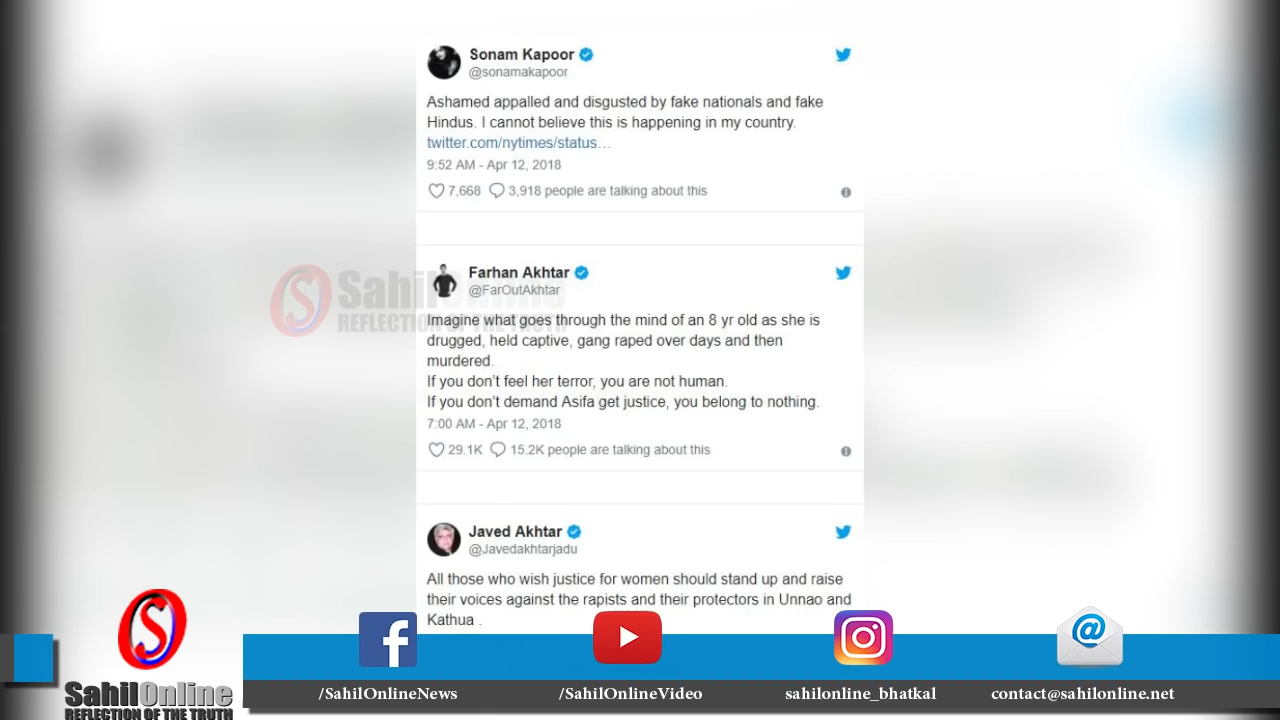 Sonam Kapoor
@sonamakapoor
Ashamed appalled and disgusted by fake nationals and fake
Hindus. I cannot believe this is happening in my country.
twitter.com/nytimes/status…
9:52 AM - Apr 12, 2018
7,668 3,918 people are talking about this
SahilOnline
REFLECTION OF THE TRUTH
Farhan Akhtar
@FarOutAkhtar
Imagine what goes through the mind of an 8 yr old as she is
drugged, held captive, gang raped over days and then
murdered.
If you don’t feel her terror, you are not human.
If you don’t demand Asifa get justice, you belong to nothing.
7:00 AM - Apr 12, 2018
29.1K 15.2K people are talking about this
Javed Akhtar
@Javedakhtarjadu
All those who wish justice for women should stand up and raise
their voices against the rapists and their protectors in Unnao and
Kathua .
SahilOnline
REFLECTION OF THE TRUTH
/SahilOnlineNews
/SahilOnlineVideo
sahilonline_bhatkal
contact@sahilonline.net